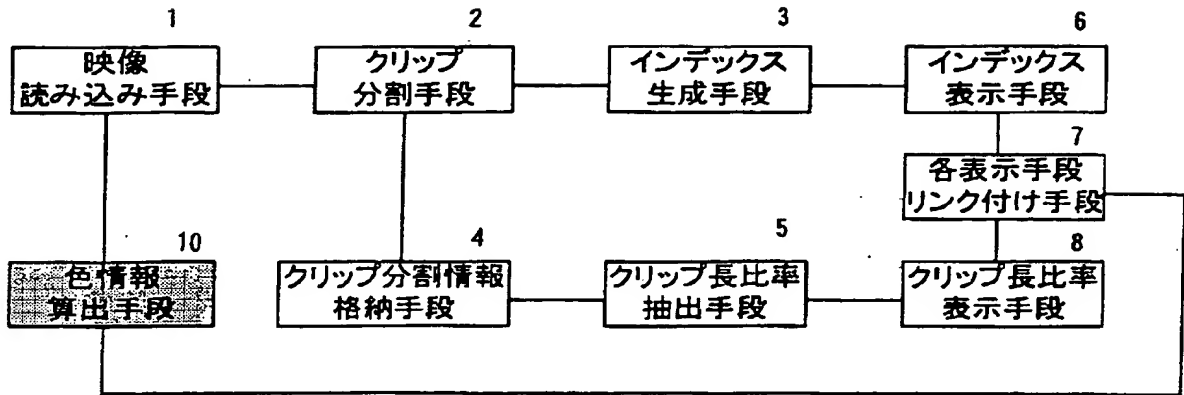 1
映像
読み込み手段
2
クリップ
分割手段
3
インデックス
生成手段
6
インデックス
表示手段
7
各表示手段
リンク付け手段
10
色情報
算出手段
4
クリップ分割情報
格納手段
5
クリップ長比率
抽出手段
8
クリップ長比率
表示手段